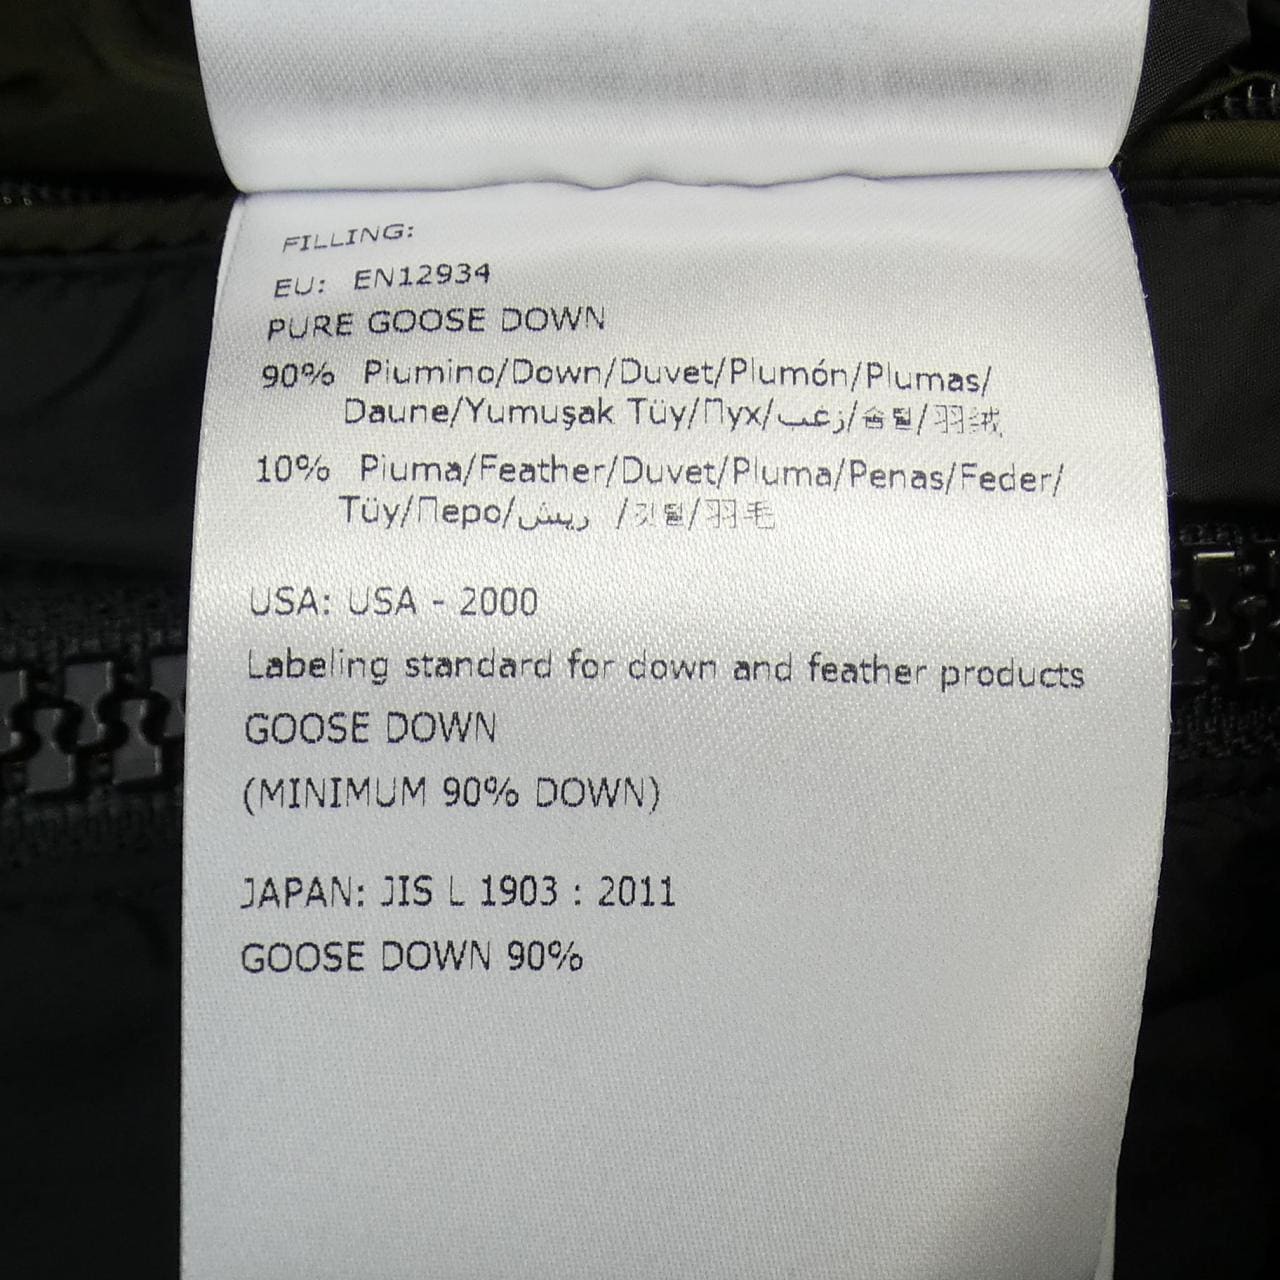 FILLING:
EU: EN12934
PURE GOOSE DOWN
90% Piumino/Down/Duvet/Plumón/Plumas/
Daune/Yumuşak Tüy/Пух/زغب/솜털/羽绒
10% Piuma/Feather/Duvet/Pluma/Penas/Feder/
Tüy/Перо/ريش /깃털/羽毛
USA: USA - 2000
Labeling standard for down and feather products
GOOSE DOWN
(MINIMUM 90% DOWN)
JAPAN: JIS L 1903 : 2011
GOOSE DOWN 90%